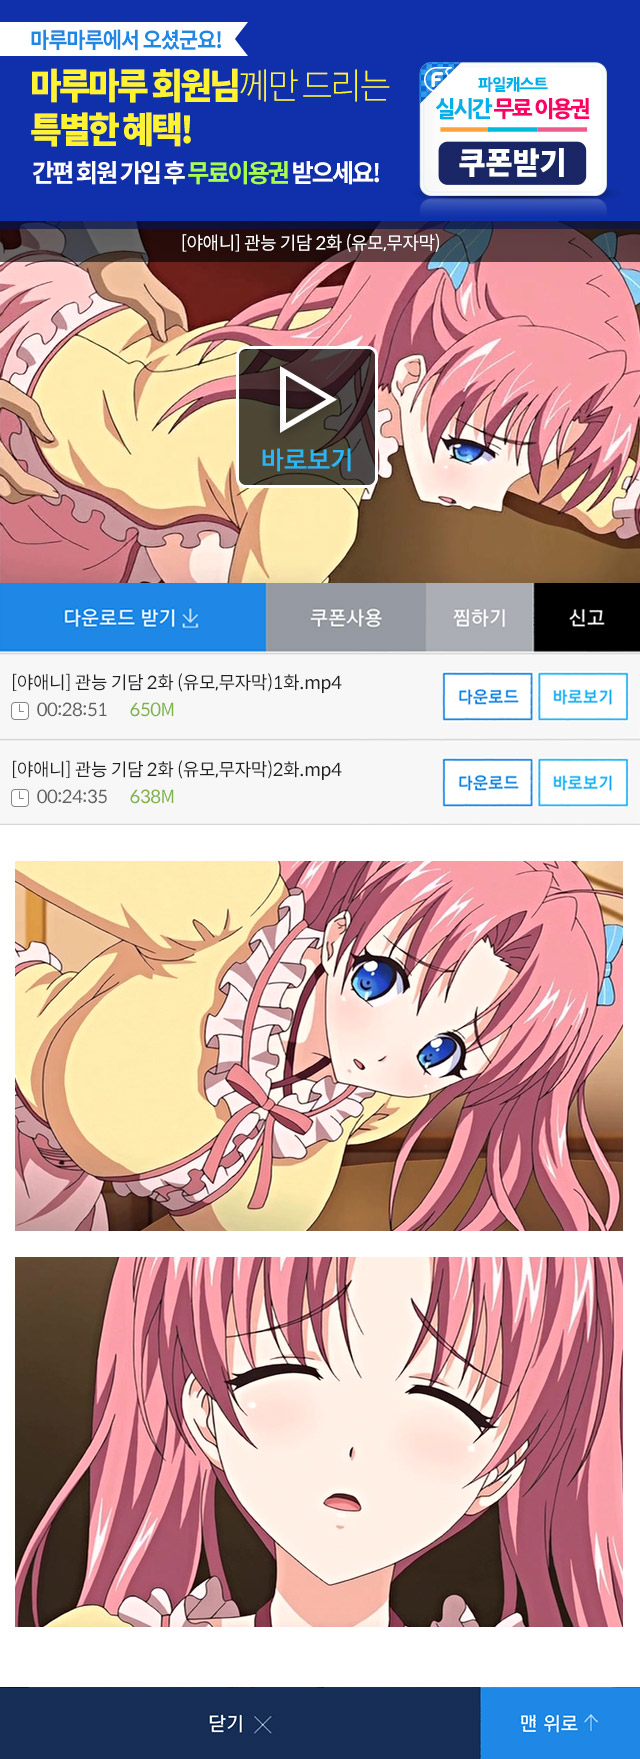 마루마루에서 오셨군요!
마루마루 회원님께만 드리는
특별한 혜택!
간편 회원 가입 후 무료이용권 받으세요!
파일캐스트
실시간 무료 이용권
쿠폰받기
[야애니] 관능 기담 2화 (유모,무자막)
바로보기
다운로드 받기
쿠폰사용
찜하기
신고
[야애니] 관능 기담 2화 (유모,무자막)1화.mp4
00:28:51 650M
다운로드
바로보기
[야애니] 관능 기담 2화 (유모,무자막)2화.mp4
00:24:35 638M
다운로드
바로보기
닫기
맨 위로